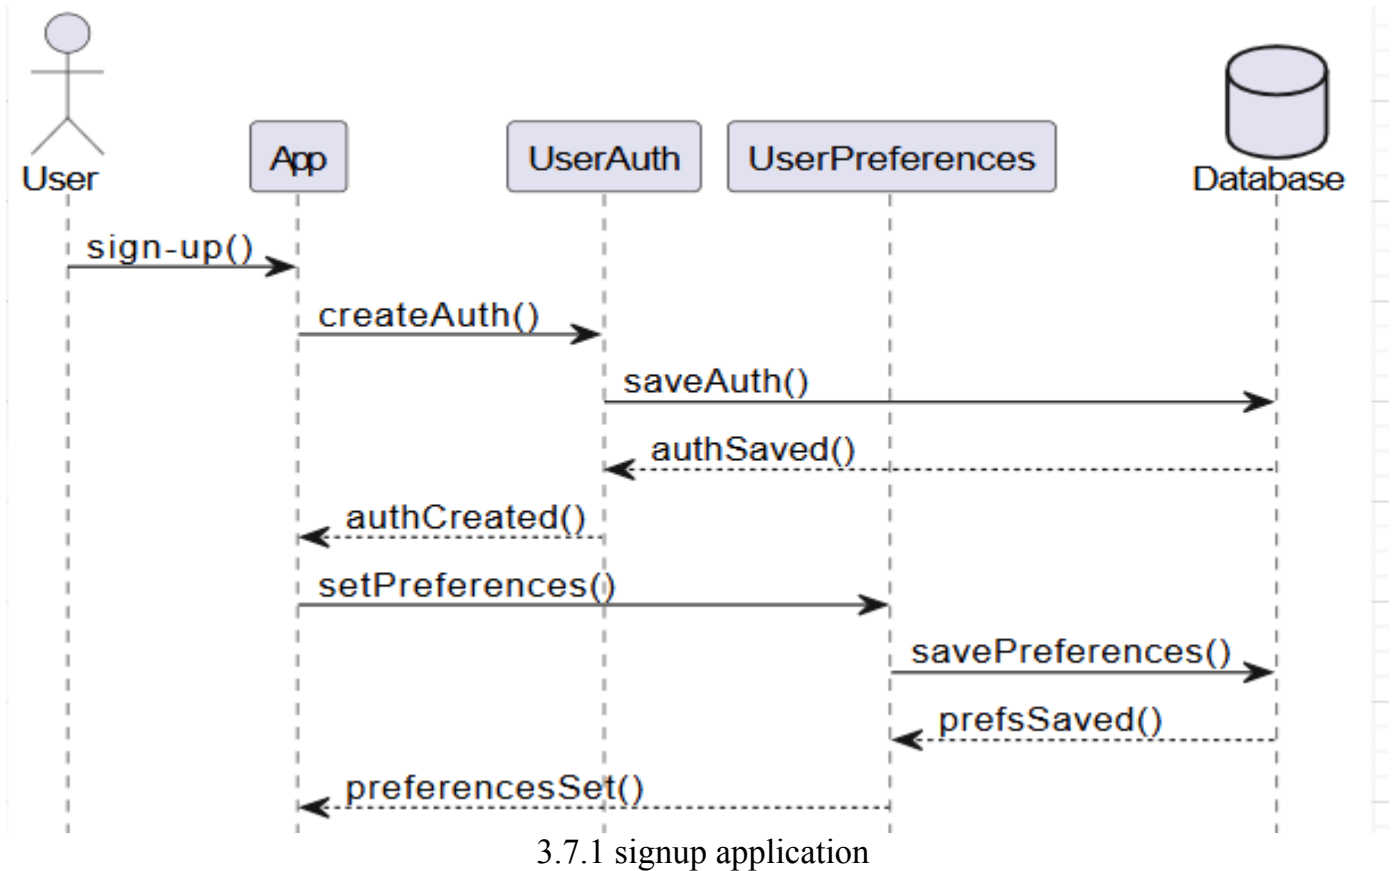 User
App
UserAuth
UserPreferences
Database
sign-up()
createAuth()
saveAuth()
authSaved()
authCreated()
setPreferences()
savePreferences()
prefsSaved()
preferencesSet()
3.7.1 signup application